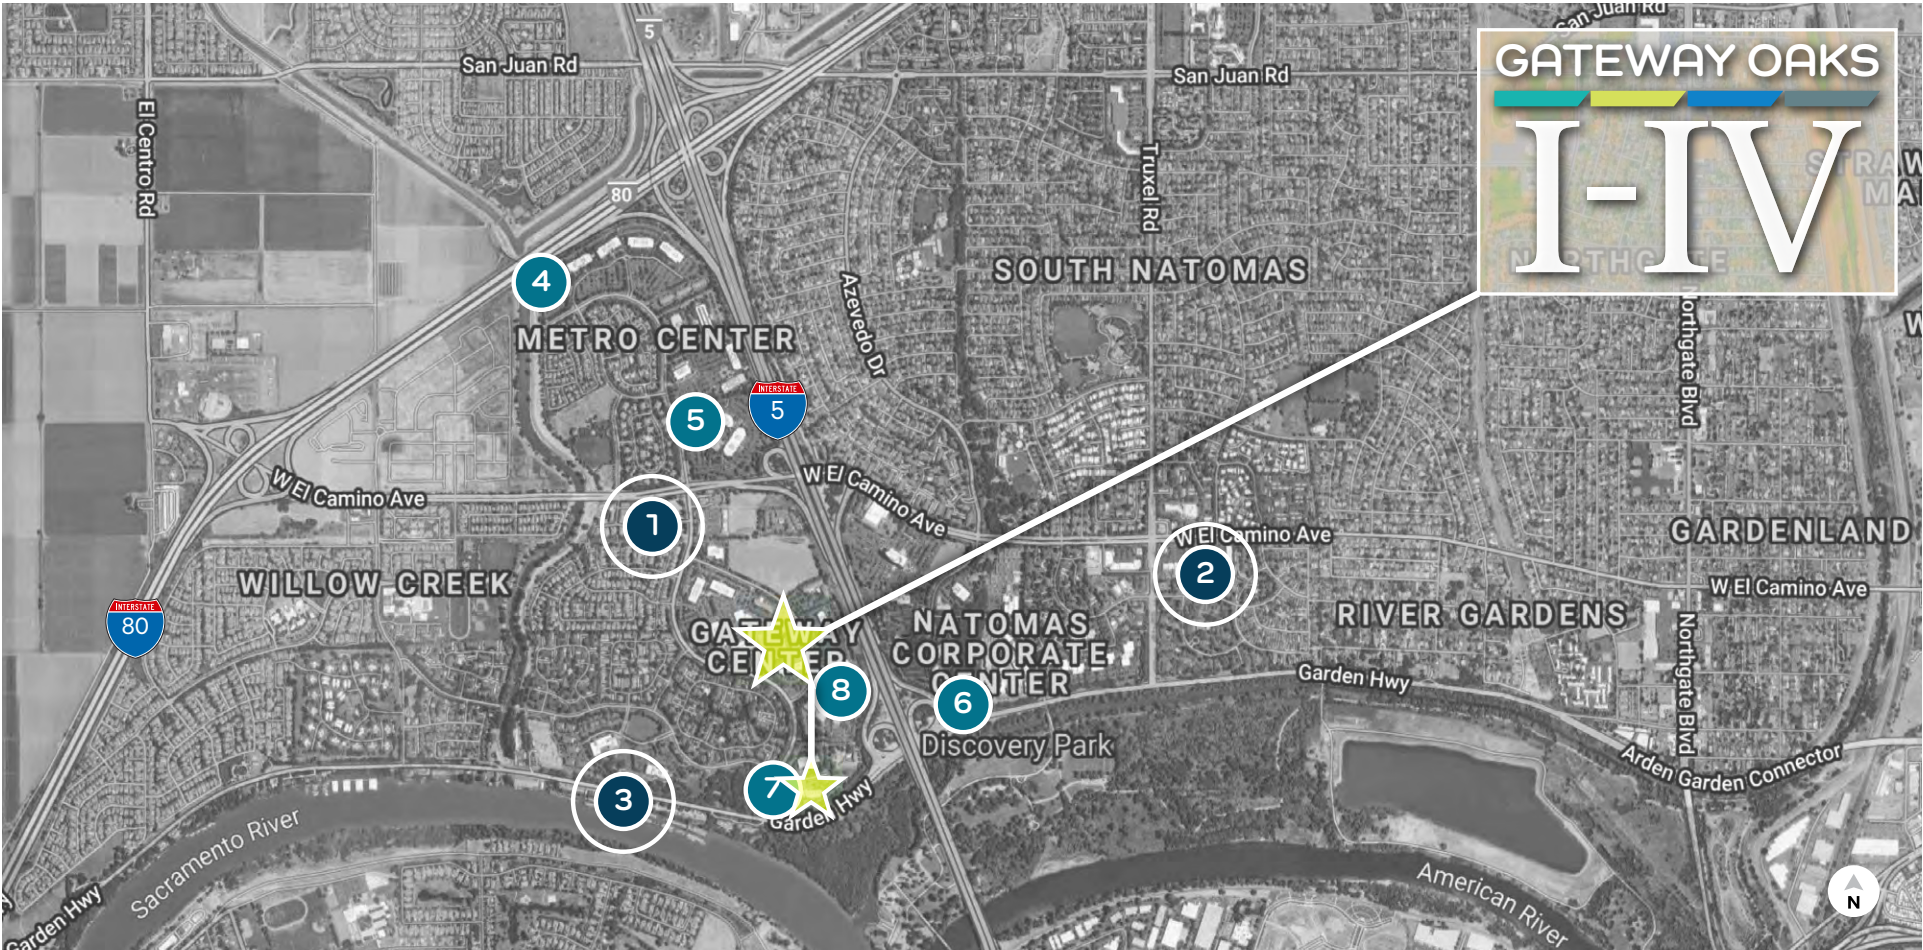 San Juan Rd
5
San Juan Rd
San Juan Rd
GATEWAY OAKS
I-IV
El Centro Rd
Truxel Rd
80
4
SOUTH NATOMAS
METRO CENTER
Azevedo Dr
Northgate Blvd
INTERSTATE
5
5
W El Camino Ave
W El Camino Ave
1
W El Camino Ave
GARDENLAND
2
WILLOW CREEK
W El Camino Ave
INTERSTATE
80
GATEWAY
CENTER
NATOMAS
CORPORATE
CENTER
RIVER GARDENS
8
6
Garden Hwy
Northgate Blvd
Discovery Park
Arden Garden Connector
3
7
Garden Hwy
Sacramento River
American River
Garden Hwy
N